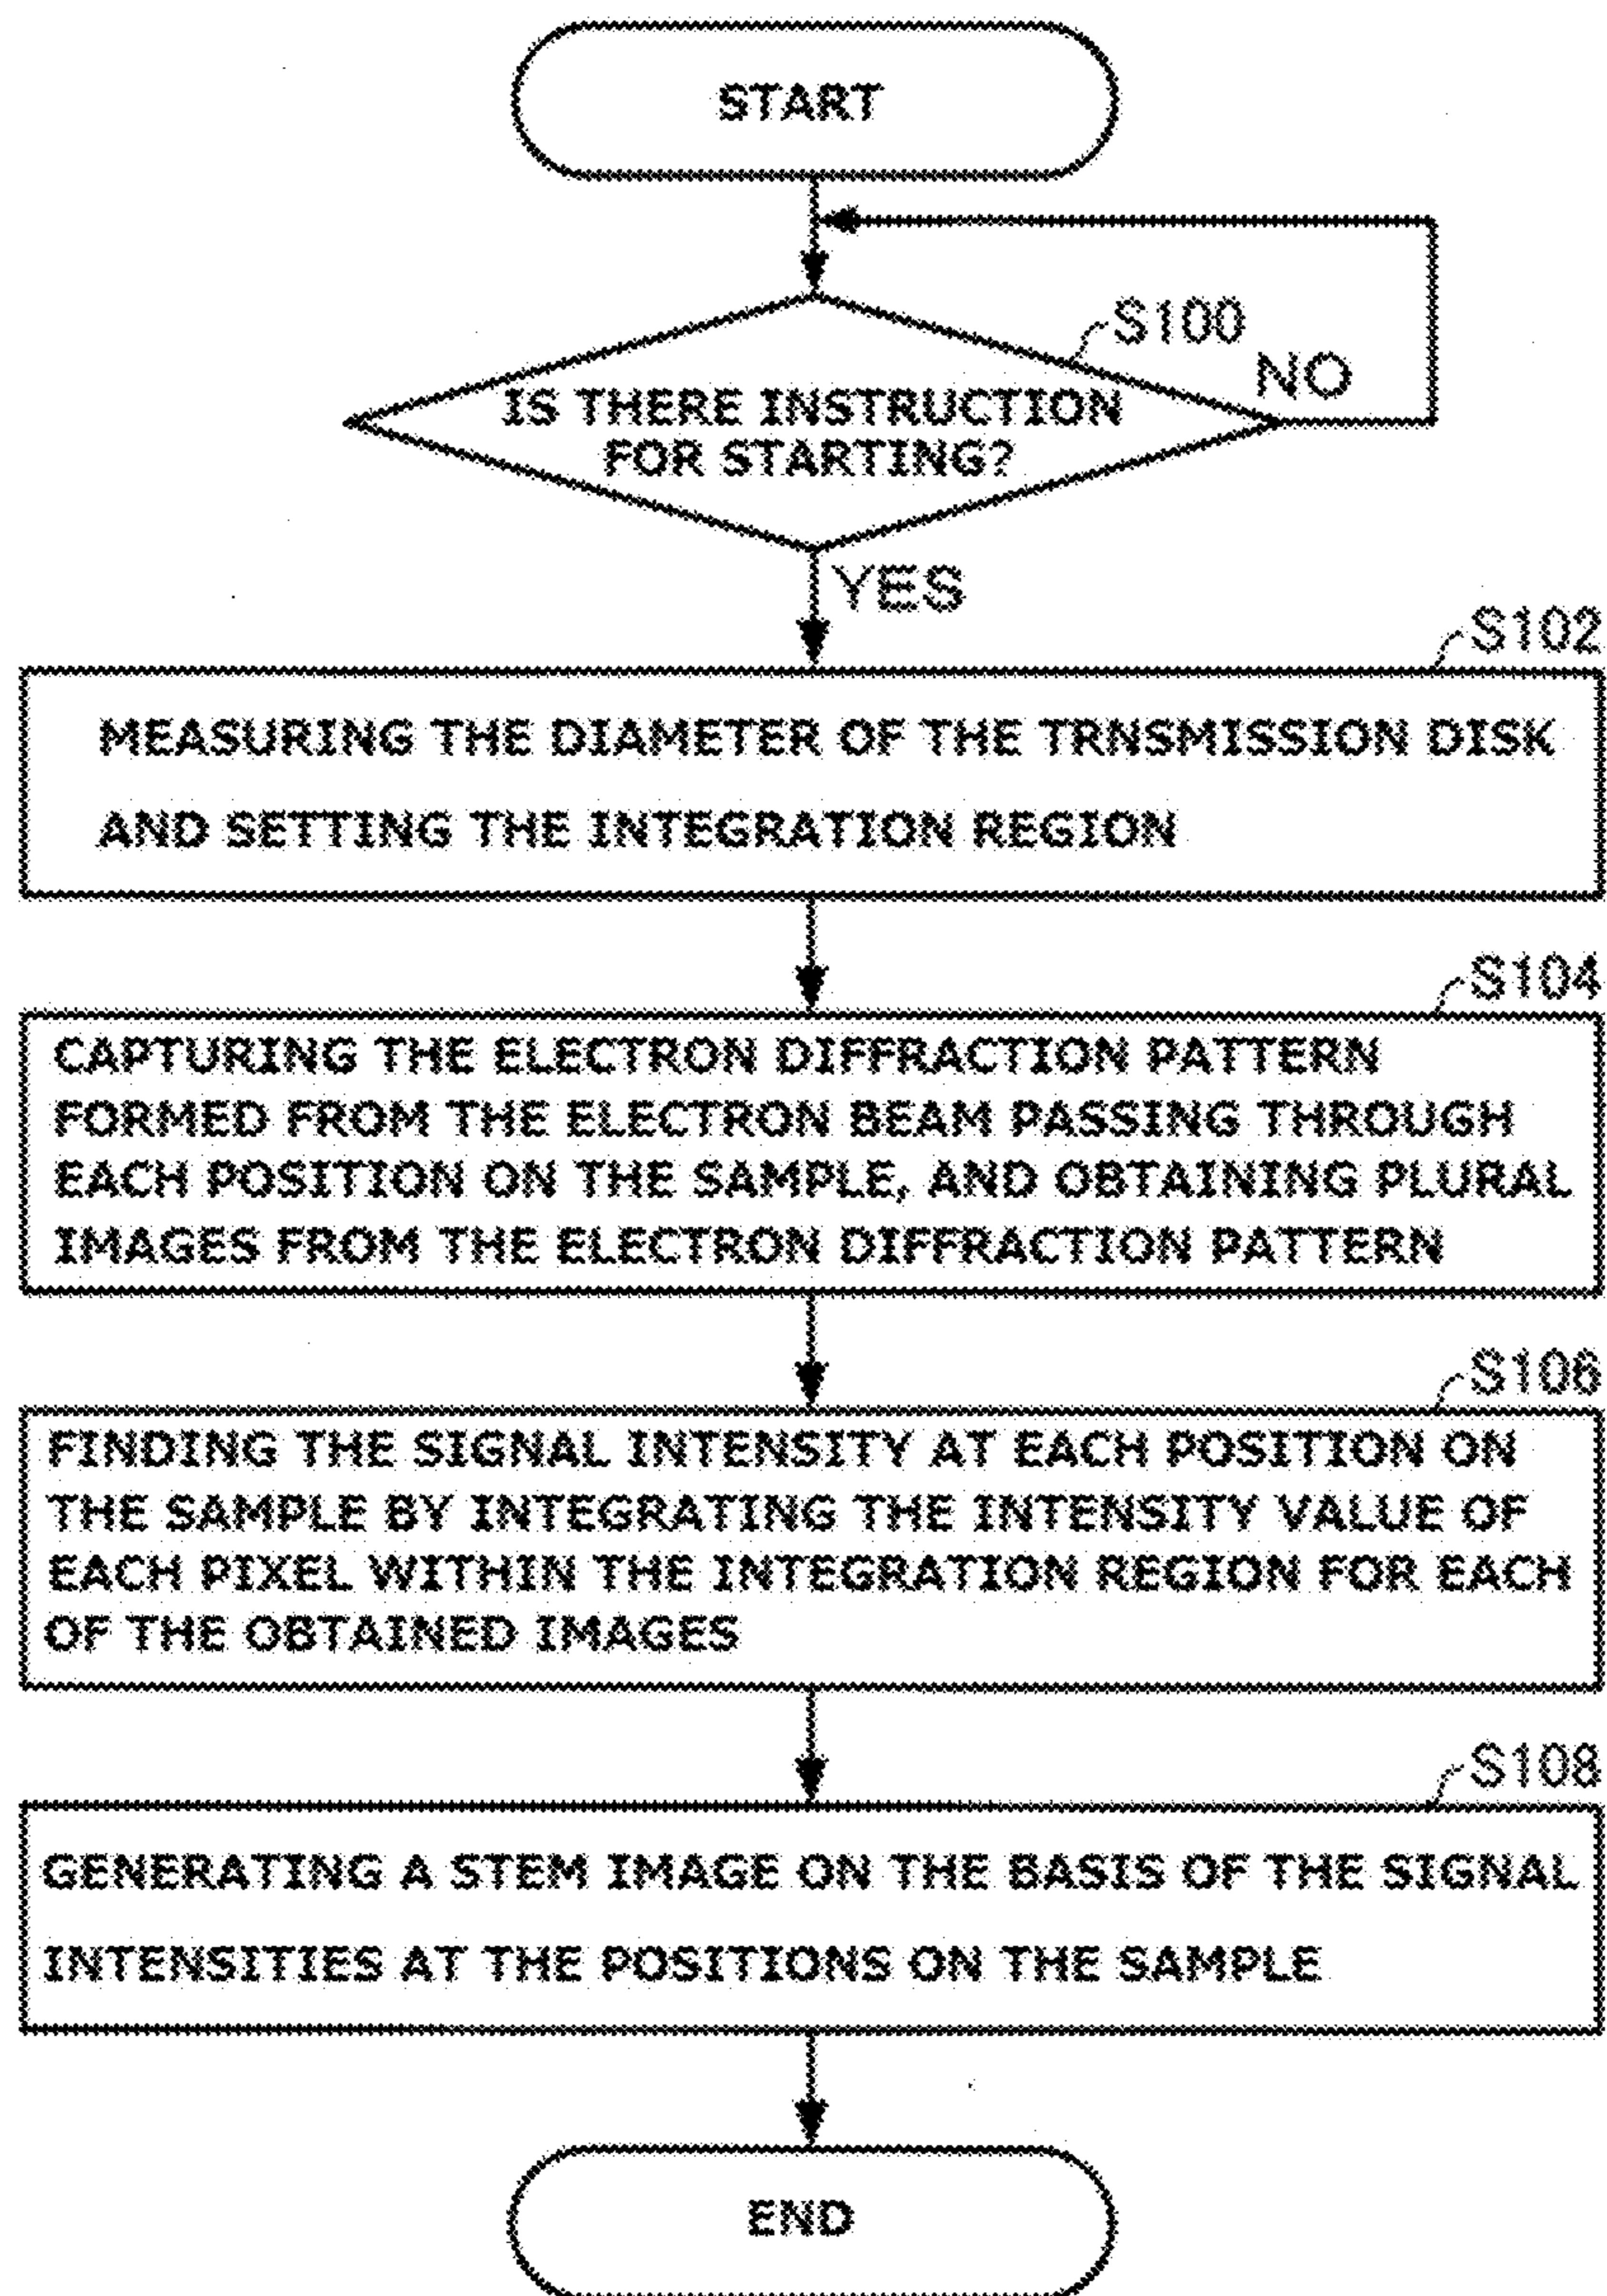 START
S100
NO
IS THERE INSTRUCTION
FOR STARTING?
YES
S102
MEASURING THE DIAMETER OF THE TRNSMISSION DISK
AND SETTING THE INTEGRATION REGION
S104
CAPTURING THE ELECTRON DIFFRACTION PATTERN
FORMED FROM THE ELECTRON BEAM PASSING THROUGH
EACH POSITION ON THE SAMPLE, AND OBTAINING PLURAL
IMAGES FROM THE ELECTRON DIFFRACTION PATTERN
S106
FINDING THE SIGNAL INTENSITY AT EACH POSITION ON
THE SAMPLE BY INTEGRATING THE INTENSITY VALUE OF
EACH PIXEL WITHIN THE INTEGRATION REGION FOR EACH
OF THE OBTAINED IMAGES
S108
GENERATING A STEM IMAGE ON THE BASIS OF THE SIGNAL
INTENSITIES AT THE POSITIONS ON THE SAMPLE
END